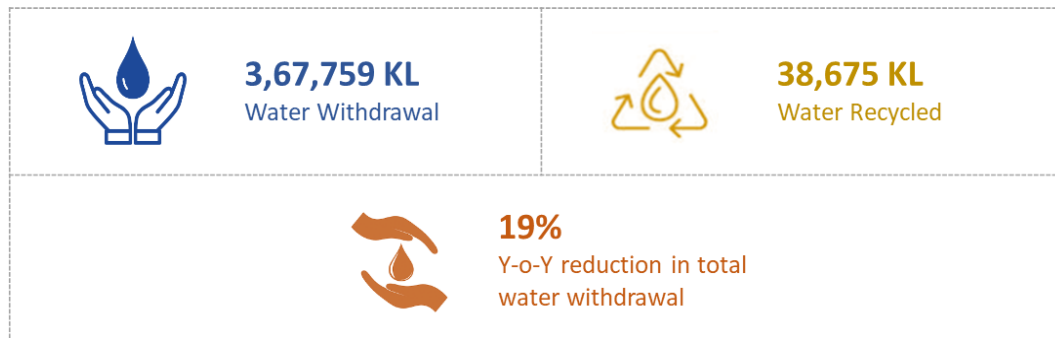 3,67,759 KL
Water Withdrawal
38,675 KL
Water Recycled
19%
Y-o-Y reduction in total
water withdrawal